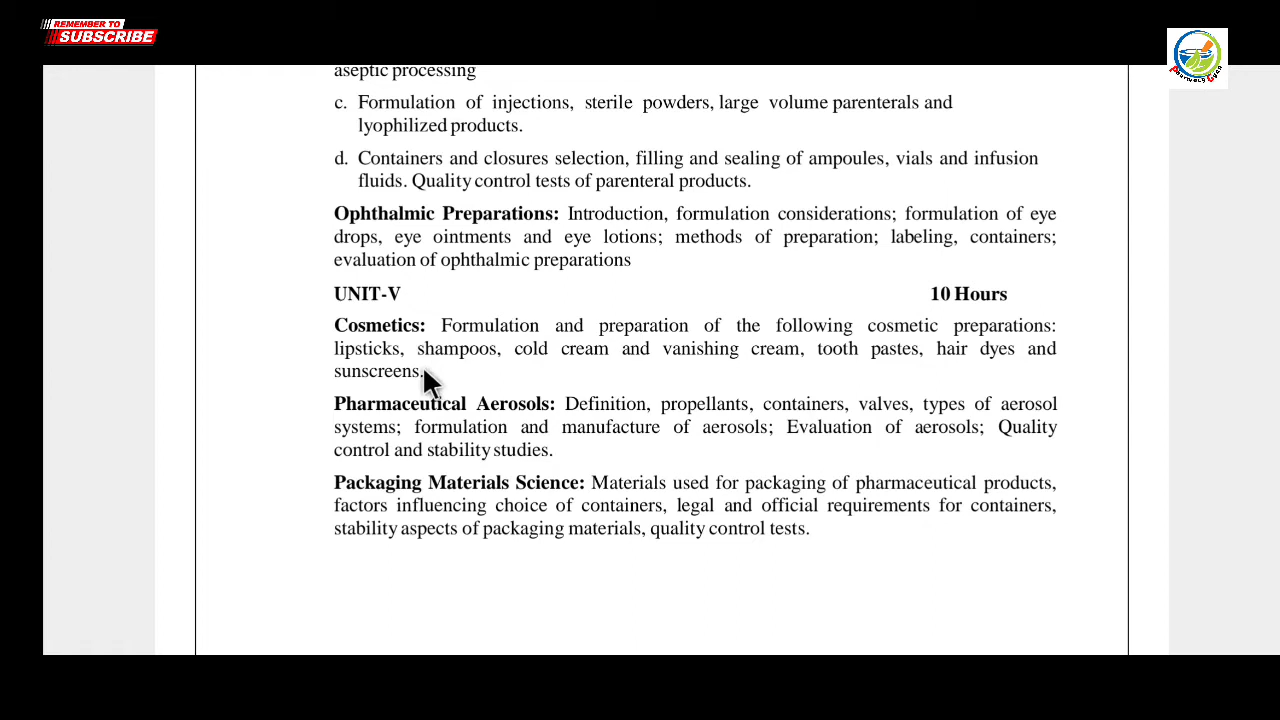 REMEMBER TO
SUBSCRIBE
aseptic processing
c. Formulation of injections, sterile powders, large volume parenterals and
lyophilized products.
d. Containers and closures selection, filling and sealing of ampoules, vials and infusion
fluids. Quality control tests of parenteral products.
Ophthalmic Preparations: Introduction, formulation considerations; formulation of eye
drops, eye ointments and eye lotions; methods of preparation; labeling, containers;
evaluation of ophthalmic preparations
UNIT-V 10 Hours
Cosmetics: Formulation and preparation of the following cosmetic preparations:
lipsticks, shampoos, cold cream and vanishing cream, tooth pastes, hair dyes and
sunscreens.
Pharmaceutical Aerosols: Definition, propellants, containers, valves, types of aerosol
systems; formulation and manufacture of aerosols; Evaluation of aerosols; Quality
control and stability studies.
Packaging Materials Science: Materials used for packaging of pharmaceutical products,
factors influencing choice of containers, legal and official requirements for containers,
stability aspects of packaging materials, quality control tests.